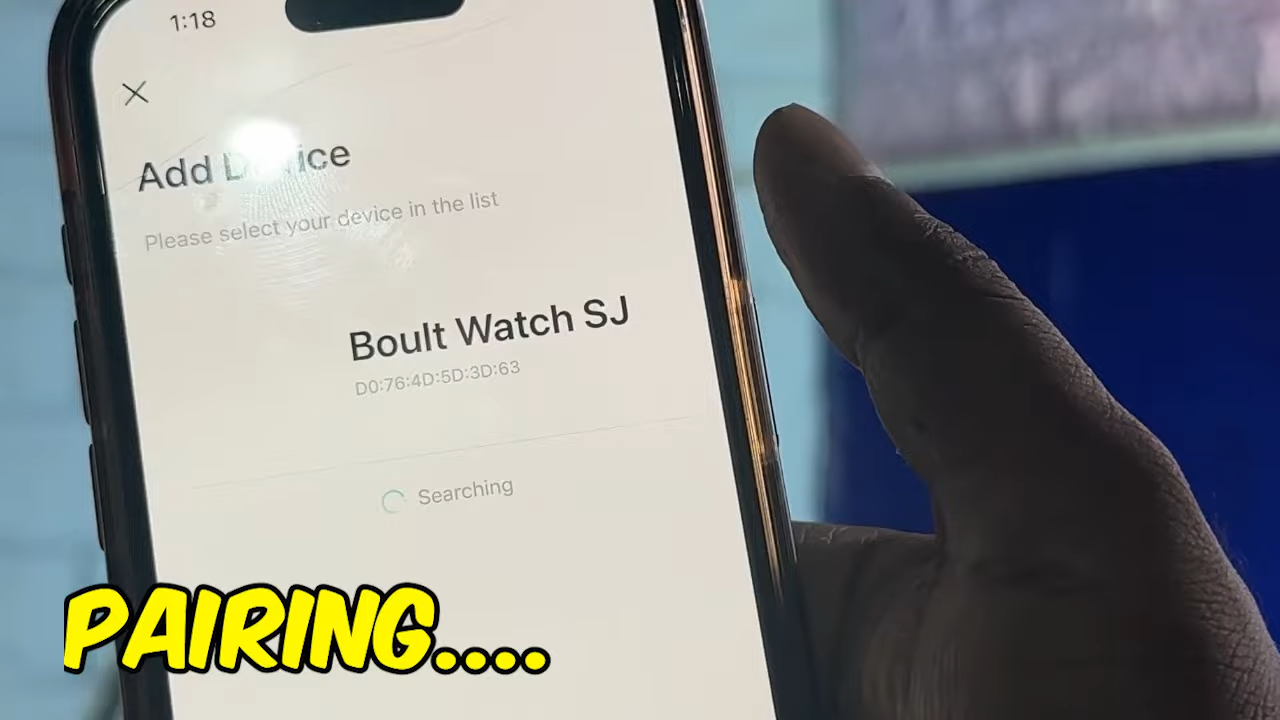 1:18
Add Device
Please select your device in the list
Boult Watch SJ
D0:76:4D:5D:3D:63
Searching
PAIRING....